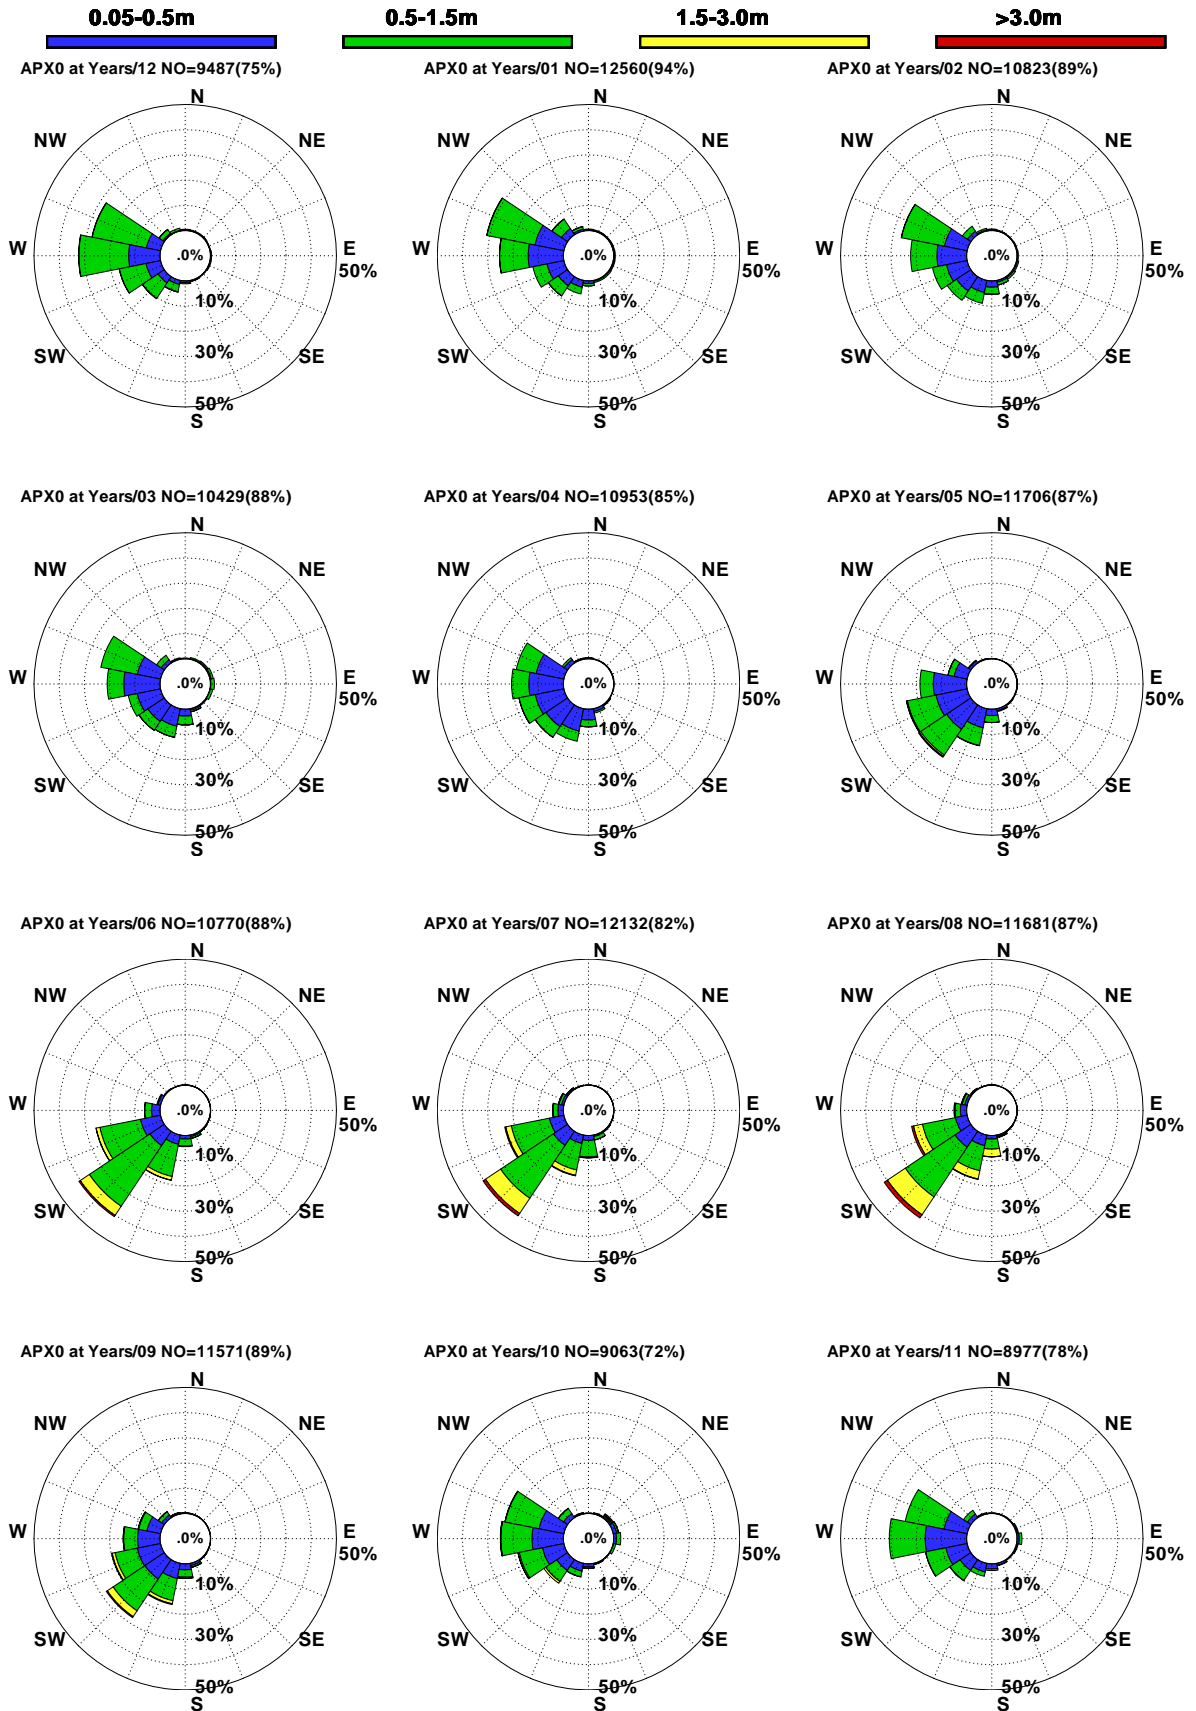 0.05-0.5m 0.5-1.5m 1.5-3.0m >3.0m
APX0 at Years/12 NO=9487(75%) APX0 at Years/01 NO=12560(94%) APX0 at Years/02 NO=10823(89%)
N N N
NW NE NW NE NW NE
W .0% E W .0% E W .0% E
50% 50% 50%
10% 10% 10%
SW 30% SE SW 30% SE SW 30% SE
50% 50% 50%
S S S
APX0 at Years/03 NO=10429(88%) APX0 at Years/04 NO=10953(85%) APX0 at Years/05 NO=11706(87%)
N N N
NW NE NW NE NW NE
W .0% E W .0% E W .0% E
50% 50% 50%
10% 10% 10%
SW 30% SE SW 30% SE SW 30% SE
50% 50% 50%
S S S
APX0 at Years/06 NO=10770(88%) APX0 at Years/07 NO=12132(82%) APX0 at Years/08 NO=11681(87%)
N N N
NW NE NW NE NW NE
W .0% E W .0% E W .0% E
50% 50% 50%
10% 10% 10%
SW 30% SE SW 30% SE SW 30% SE
50% 50% 50%
S S S
APX0 at Years/09 NO=11571(89%) APX0 at Years/10 NO=9063(72%) APX0 at Years/11 NO=8977(78%)
N N N
NW NE NW NE NW NE
W .0% E W .0% E W .0% E
50% 50% 50%
10% 10% 10%
SW 30% SE SW 30% SE SW 30% SE
50% 50% 50%
S S S